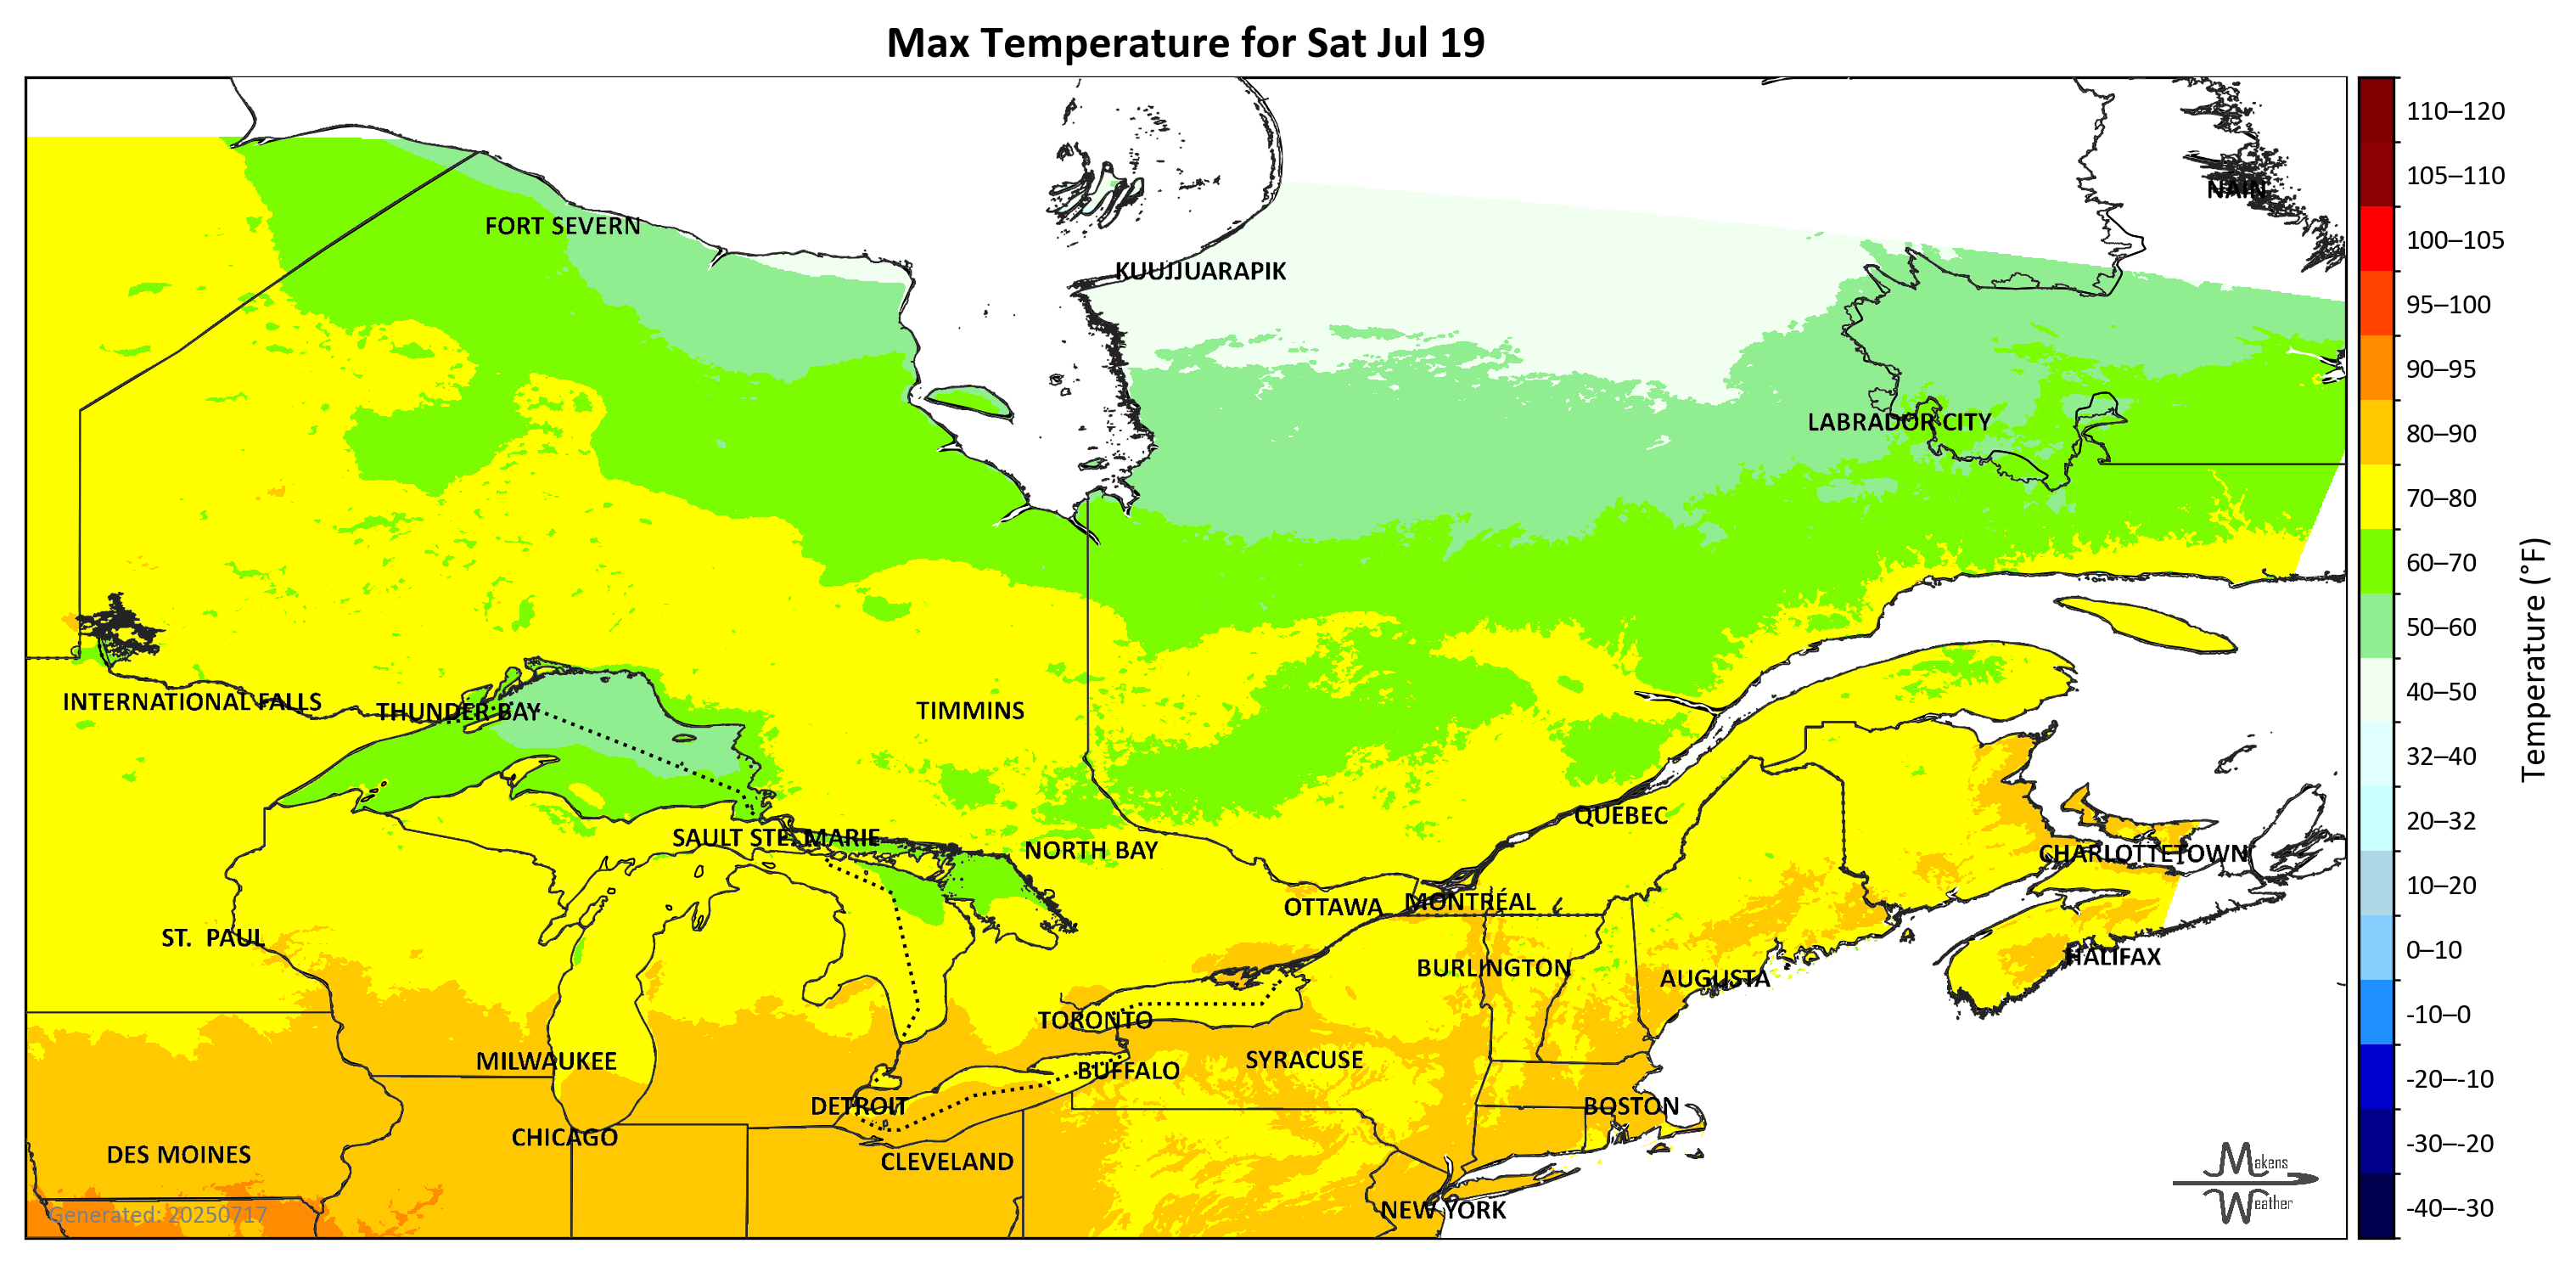 Max Temperature for Sat Jul 19
NAIN
FORT SEVERN
KUUJJUARAPIK
LABRADOR CITY
INTERNATIONAL FALLS
THUNDER BAY
TIMMINS
QUÉBEC
SAULT STE. MARIE
NORTH BAY
CHARLOTTETOWN
OTTAWA
MONTRÉAL
ST. PAUL
HALIFAX
BURLINGTON
AUGUSTA
TORONTO
SYRACUSE
MILWAUKEE
BUFFALO
DETROIT
BOSTON
CHICAGO
DES MOINES
CLEVELAND
NEW YORK
Generated: 20250717
Makens
Weather
110–120
105–110
100–105
95–100
90–95
80–90
70–80
60–70
50–60
40–50
32–40
20–32
10–20
0–10
-10–0
-20–-10
-30–-20
-40–-30
Temperature (°F)